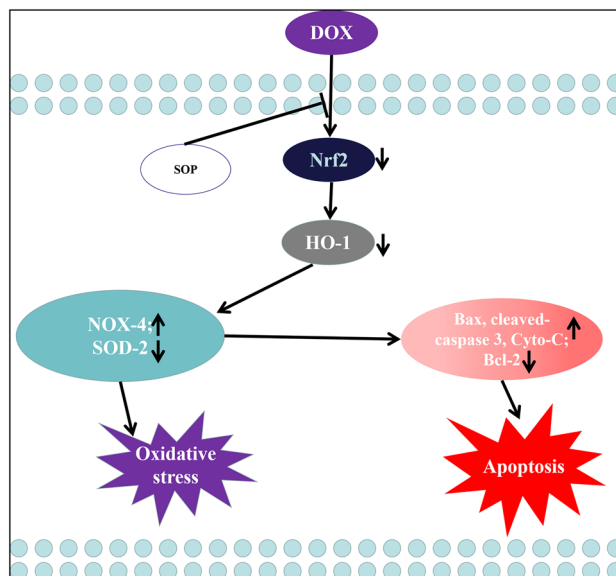 DOX
SOP
Nrf2
HO-1
NOX-4;
SOD-2
Bax, cleaved-
caspase 3, Cyto-C;
Bcl-2
Oxidative
stress
Apoptosis